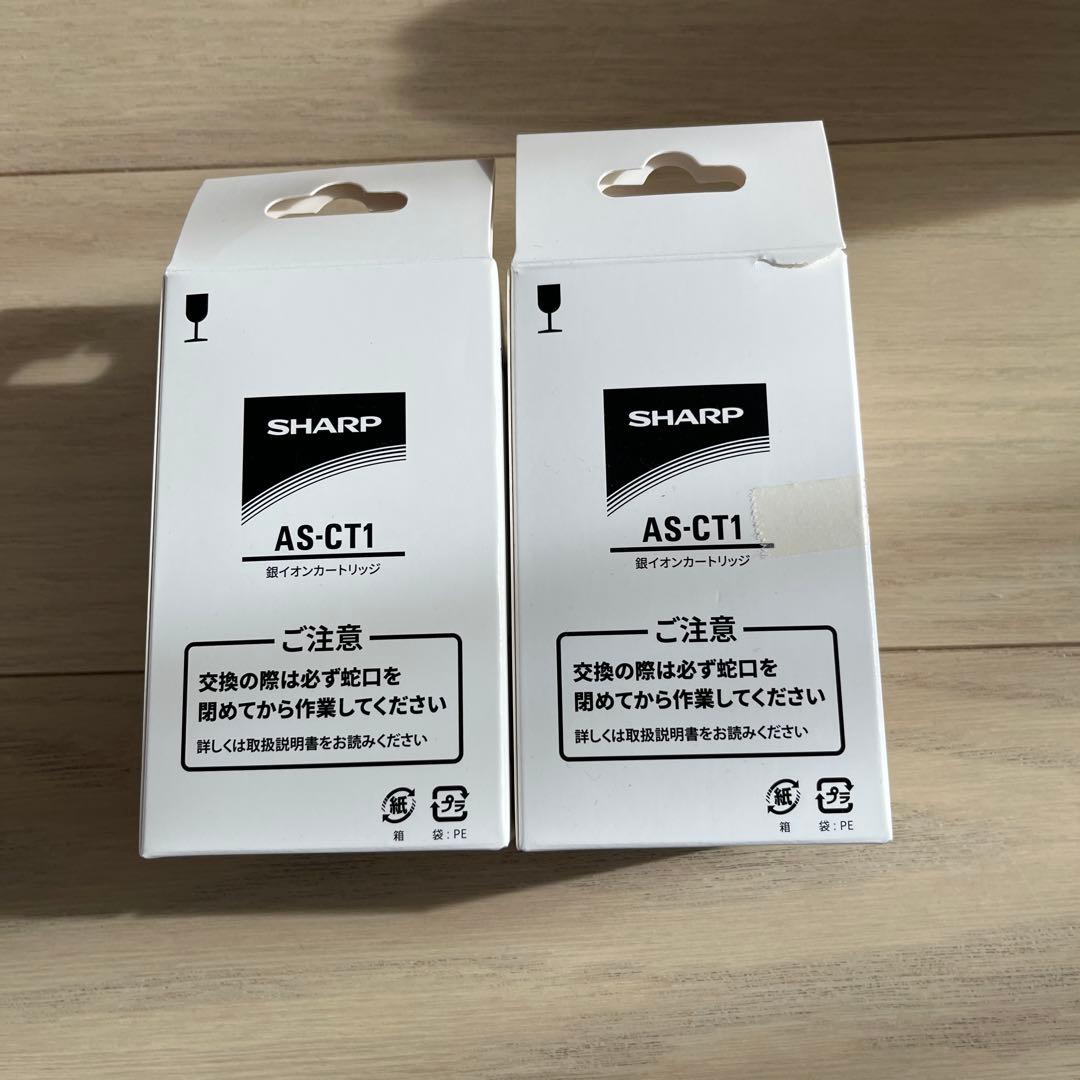 SHARP
AS-CT1
銀イオンカートリッジ
ご注意
交換の際は必ず蛇口を
閉めてから作業してください
詳しくは取扱説明書をお読みください
紙
箱
プラ
袋:PE
SHARP
AS-CT1
銀イオンカートリッジ
ご注意
交換の際は必ず蛇口を
閉めてから作業してください
詳しくは取扱説明書をお読みください
紙
箱
プラ
袋:PE